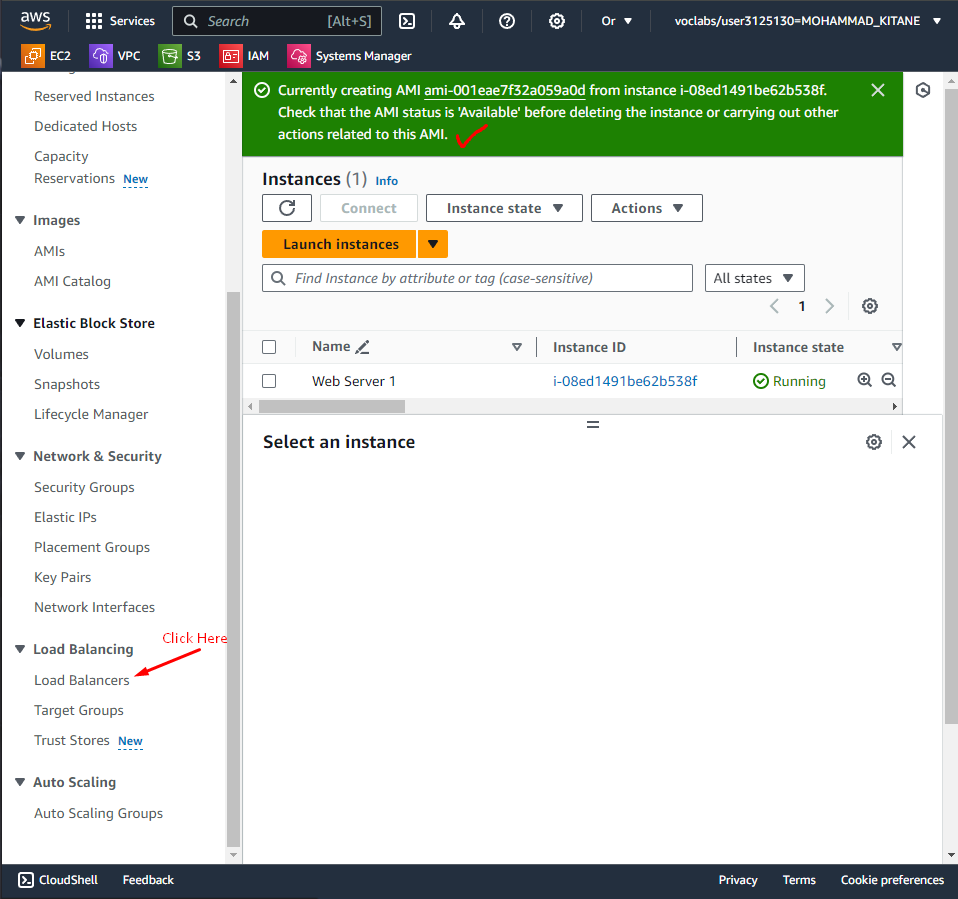 aws
Services
Search
[Alt+S]
Or
voclabs/user3125130=MOHAMMAD_KITANE
EC2
VPC
S3
IAM
Systems Manager
Reserved Instances
Dedicated Hosts
Capacity
Reservations New
Images
AMIs
AMI Catalog
Elastic Block Store
Volumes
Snapshots
Lifecycle Manager
Network & Security
Security Groups
Elastic IPs
Placement Groups
Key Pairs
Network Interfaces
Load Balancing
Click Here
Load Balancers
Target Groups
Trust Stores New
Auto Scaling
Auto Scaling Groups
Currently creating AMI ami-001eae7f32a059a0d from instance i-08ed1491be62b538f.
Check that the AMI status is 'Available' before deleting the instance or carrying out other
actions related to this AMI.
Instances (1) Info
Connect
Instance state
Actions
Launch instances
Find Instance by attribute or tag (case-sensitive)
All states
1
Name
Instance ID
Instance state
Web Server 1
i-08ed1491be62b538f
Running
Select an instance
CloudShell
Feedback
Privacy
Terms
Cookie preferences